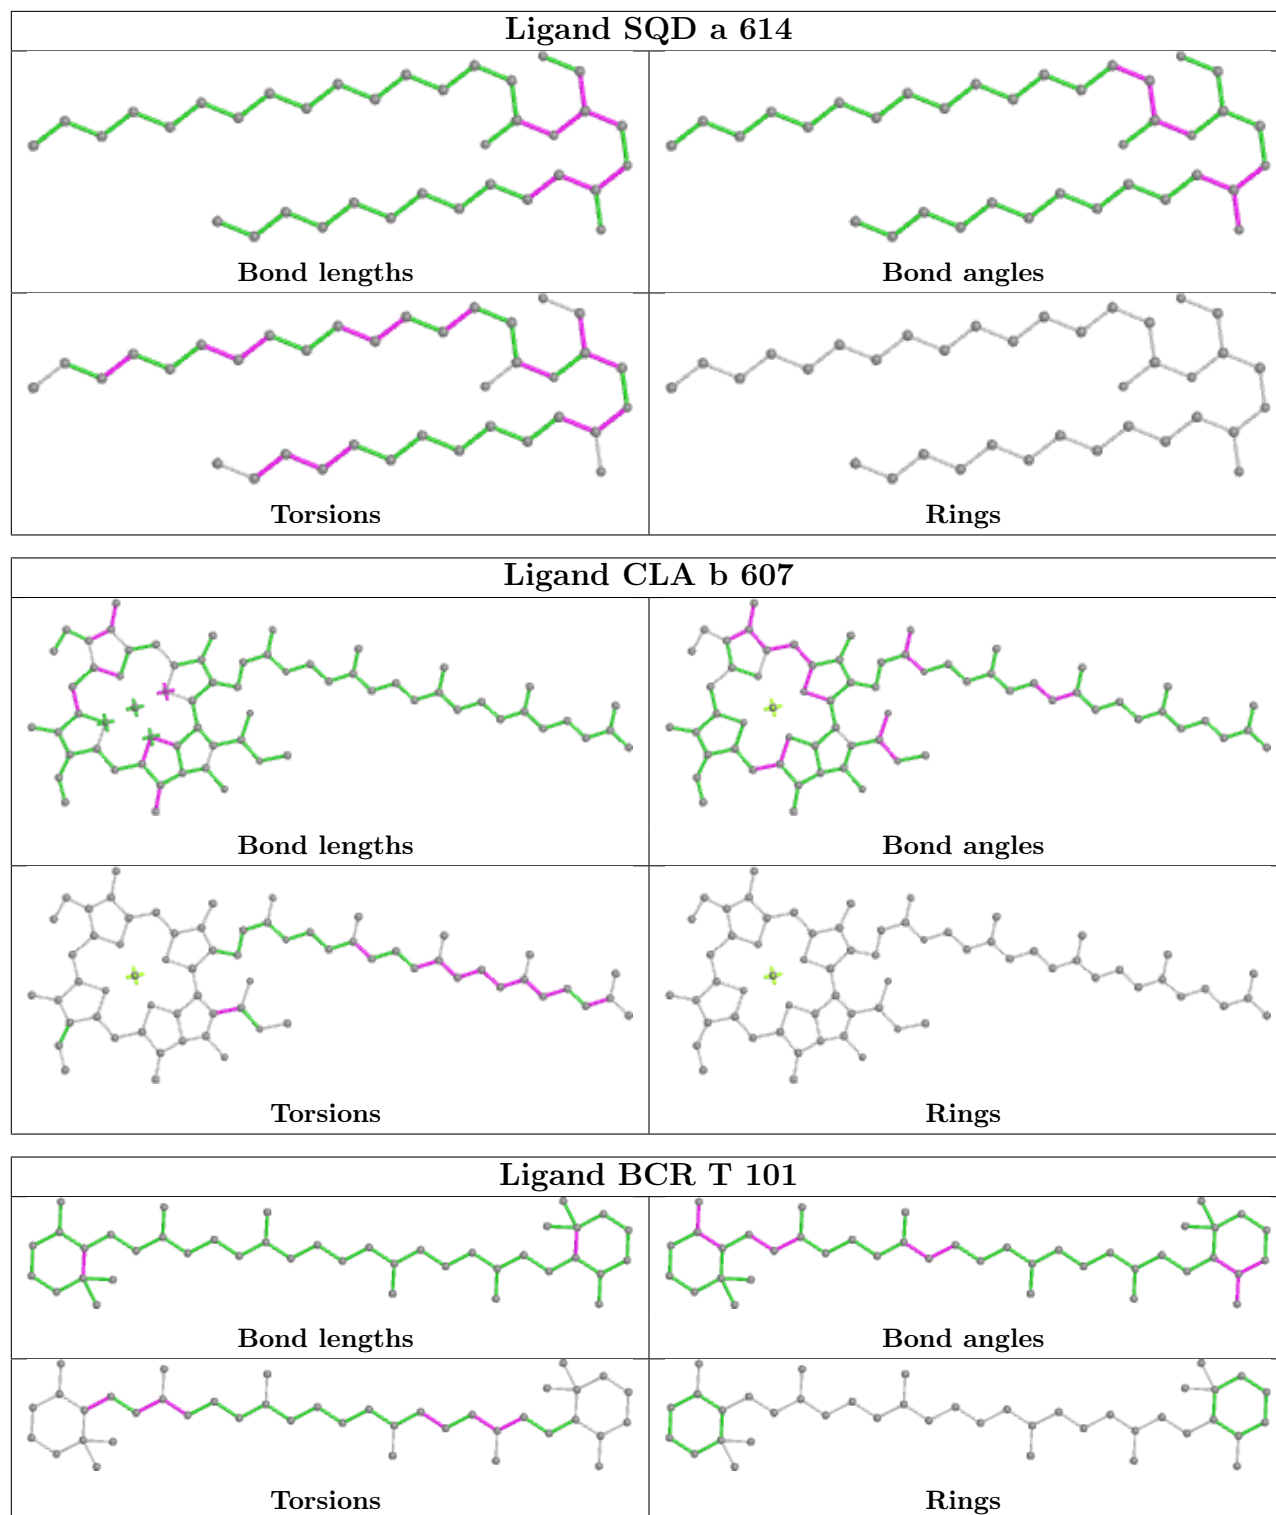 Ligand SQD a 614
Bond lengths
Bond angles
Torsions
Rings
Ligand CLA b 607
Bond lengths
Bond angles
Torsions
Rings
Ligand BCR T 101
Bond lengths
Bond angles
Torsions
Rings